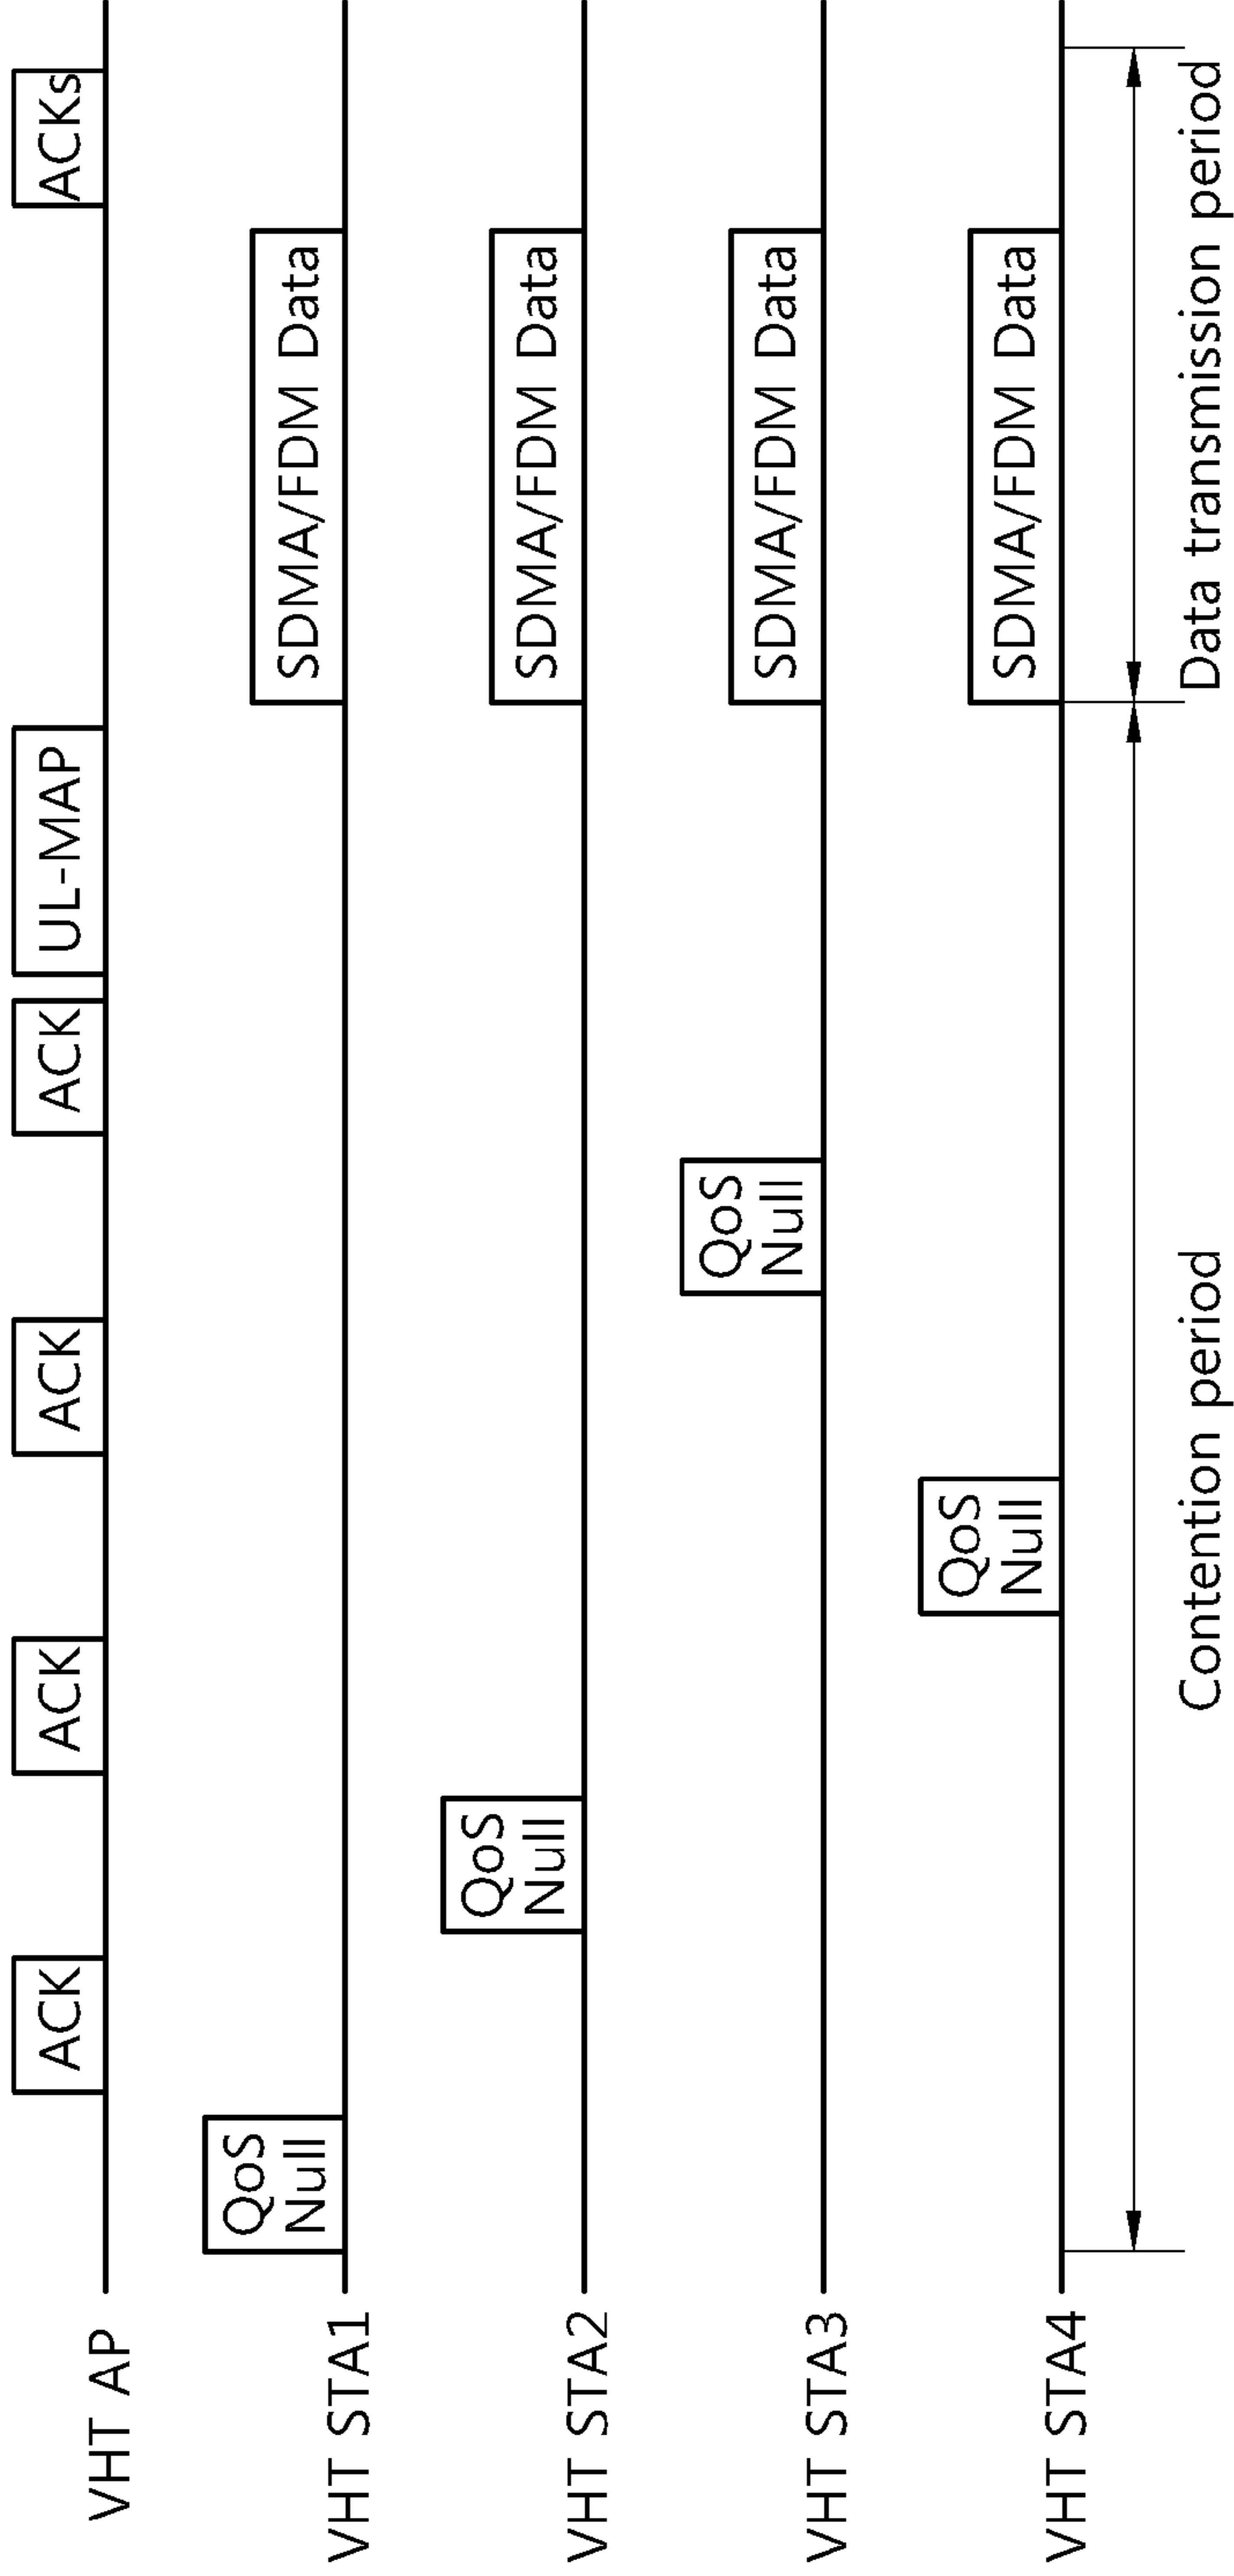 VHT AP
ACK
ACK
ACK
ACK
UL-MAP
ACKs
VHT STA1
QoS
Null
SDMA/FDM Data
VHT STA2
QoS
Null
SDMA/FDM Data
VHT STA3
QoS
Null
SDMA/FDM Data
VHT STA4
QoS
Null
SDMA/FDM Data
Contention period
Data transmission period